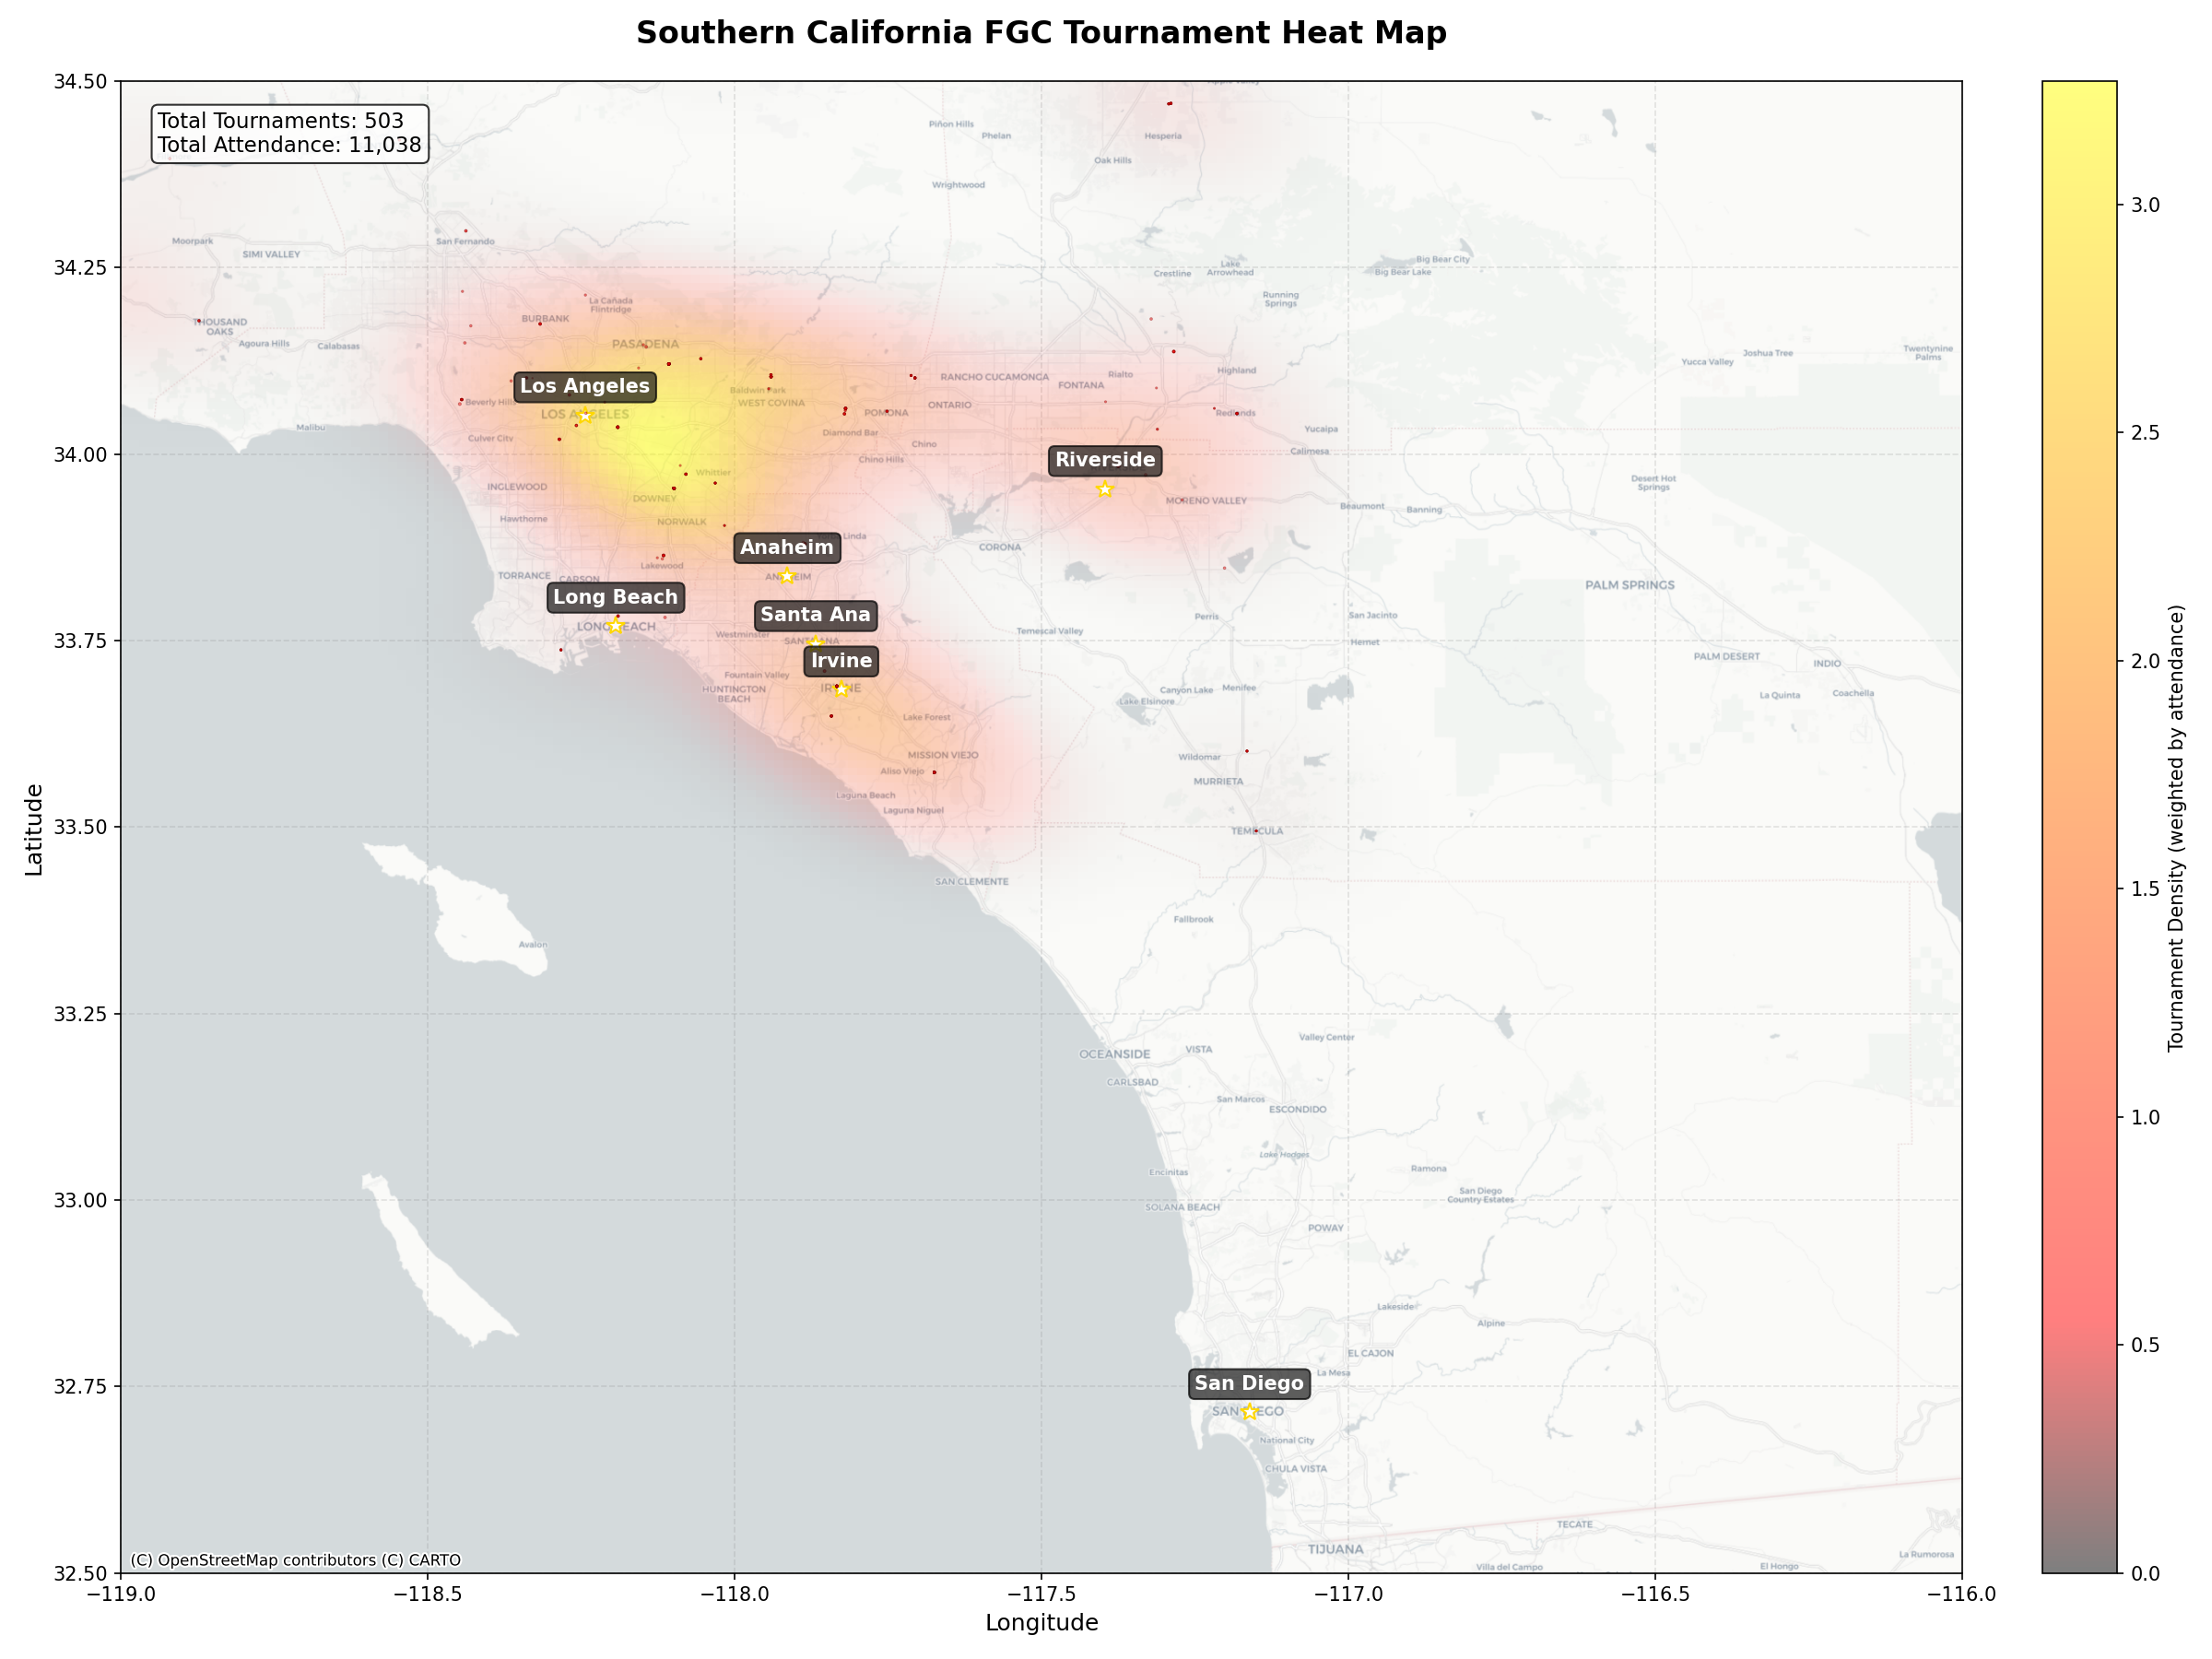 Southern California FGC Tournament Heat Map
Total Tournaments: 503
Total Attendance: 11,038
34.50
34.25
34.00
33.75
33.50
33.25
33.00
32.75
32.50
Latitude
−119.0
−118.5
−118.0
−117.5
−117.0
−116.5
−116.0
Longitude
3.0
2.5
2.0
1.5
1.0
0.5
0.0
Tournament Density (weighted by attendance)
Los Angeles
Riverside
Anaheim
Long Beach
Santa Ana
Irvine
San Diego
Piñon Hills
Phelan
Hesperia
Oak Hills
Wrightwood
Moorpark
SIMI VALLEY
San Fernando
Crestline
Lake
Arrowhead
Big Bear City
Big Bear Lake
Running
Springs
La Cañada
Flintridge
BURBANK
THOUSAND
OAKS
Agoura Hills
Calabasas
PASADENA
Joshua Tree
Twentynine
Palms
Yucca Valley
RANCHO CUCAMONGA
Rialto
FONTANA
Highland
Baldwin Park
WEST COVINA
ONTARIO
Beverly Hills
LOS ANGELES
POMONA
Redlands
Malibu
Culver City
Diamond Bar
Chino
Chino Hills
Yucaipa
Calimesa
Whittier
INGLEWOOD
DOWNEY
MORENO VALLEY
Beaumont
Banning
Desert Hot
Springs
Hawthorne
NORWALK
Linda
CORONA
Lakewood
TORRANCE
CARSON
PALM SPRINGS
Perris
San Jacinto
Temescal Valley
Westminster
Hemet
PALM DESERT
INDIO
Fountain Valley
HUNTINGTON
BEACH
Canyon Lake
Menifee
Lake Elsinore
La Quinta
Coachella
Lake Forest
MISSION VIEJO
Wildomar
Aliso Viejo
MURRIETA
Laguna Beach
Laguna Niguel
TEMECULA
SAN CLEMENTE
Fallbrook
Avalon
Valley Center
OCEANSIDE
VISTA
CARLSBAD
San Marcos
ESCONDIDO
Lake Hodges
Encinitas
Ramona
San Diego
Country Estates
SOLANA BEACH
POWAY
Lakeside
Alpine
EL CAJON
La Mesa
National City
CHULA VISTA
TECATE
TIJUANA
Villa del Campo
El Hongo
La Rumorosa
(C) OpenStreetMap contributors (C) CARTO